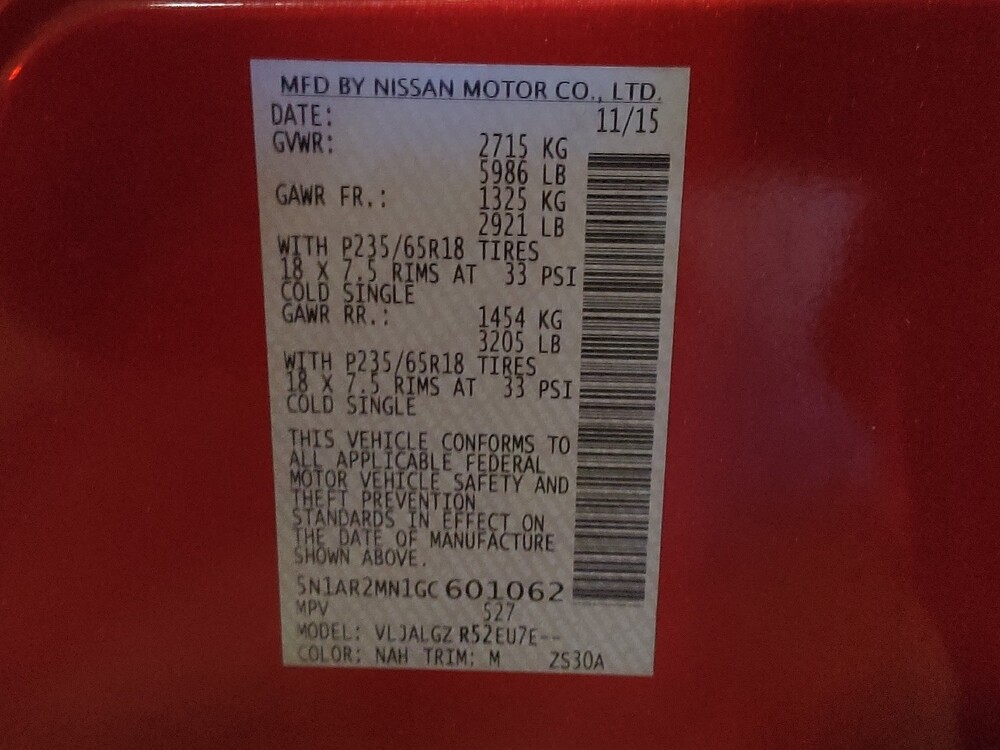 MFD BY NISSAN MOTOR CO., LTD.
DATE: 11/15
GVWR: 2715 KG
5986 LB
GAWR FR.: 1325 KG
2921 LB
WITH P235/65R18 TIRES
18 X 7.5 RIMS AT 33 PSI
COLD SINGLE
GAWR RR.: 1454 KG
3205 LB
WITH P235/65R18 TIRES
18 X 7.5 RIMS AT 33 PSI
COLD SINGLE
THIS VEHICLE CONFORMS TO
ALL APPLICABLE FEDERAL
MOTOR VEHICLE SAFETY AND
THEFT PREVENTION
STANDARDS IN EFFECT ON
THE DATE OF MANUFACTURE
SHOWN ABOVE.
5N1AR2MN1GC601062
MPV 527
MODEL: VLJALGZ R52EU7E--
COLOR: NAH TRIM: M ZS30A